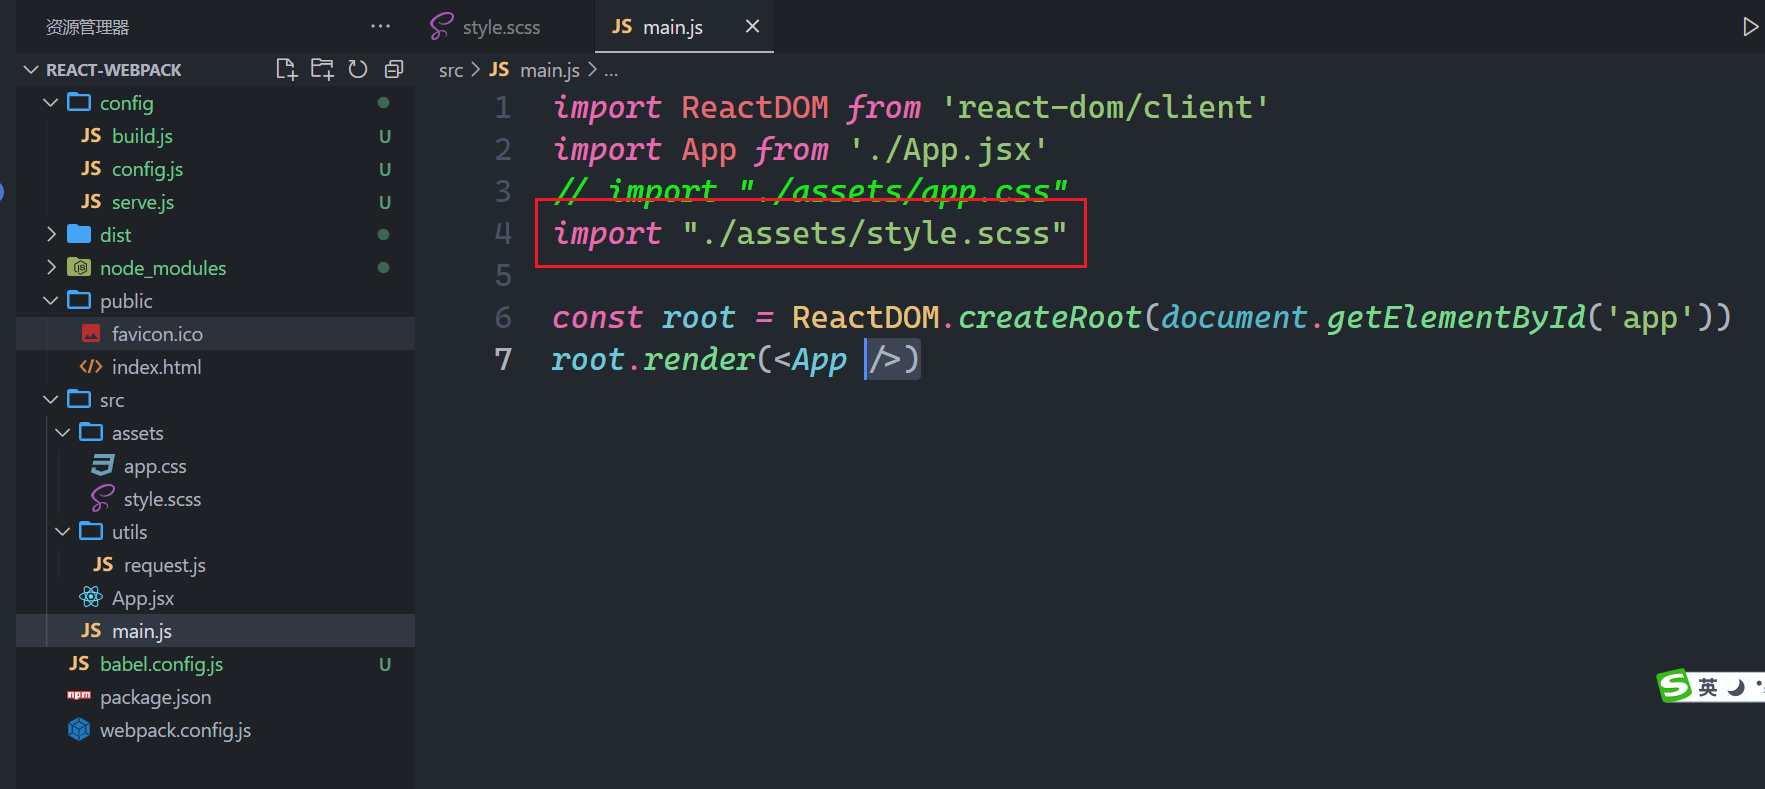 资源管理器 ···
style.scss
JS main.js ×
REACT-WEBPACK
src > JS main.js > ...
config
JS build.js U
JS config.js U
JS serve.js U
dist
node_modules
public
favicon.ico
index.html
src
assets
app.css
style.scss
utils
JS request.js
App.jsx
JS main.js
JS babel.config.js U
npm package.json
webpack.config.js
1 import ReactDOM from 'react-dom/client'
2 import App from './App.jsx'
3 // import "./assets/app.css"
4 import "./assets/style.scss"
5
6 const root = ReactDOM.createRoot(document.getElementById('app'))
7 root.render(<App />)
S 英